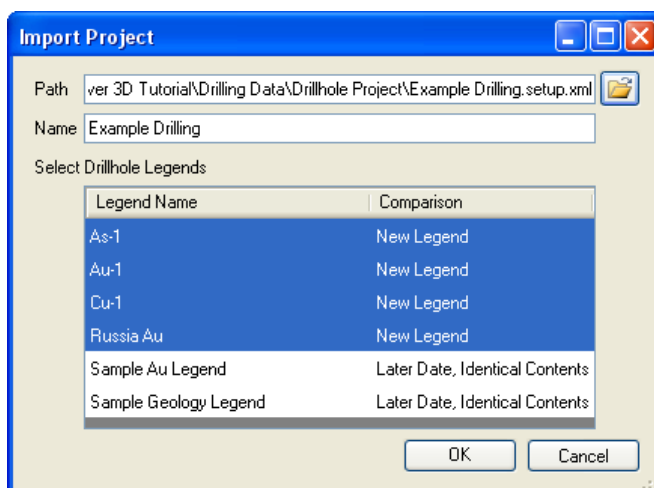 Import Project
Path ver 3D Tutorial\Drilling Data\Drillhole Project\Example Drilling.setup.xml
Name Example Drilling
Select Drillhole Legends
Legend Name Comparison
As-1 New Legend
Au-1 New Legend
Cu-1 New Legend
Russia Au New Legend
Sample Au Legend Later Date, Identical Contents
Sample Geology Legend Later Date, Identical Contents
OK Cancel